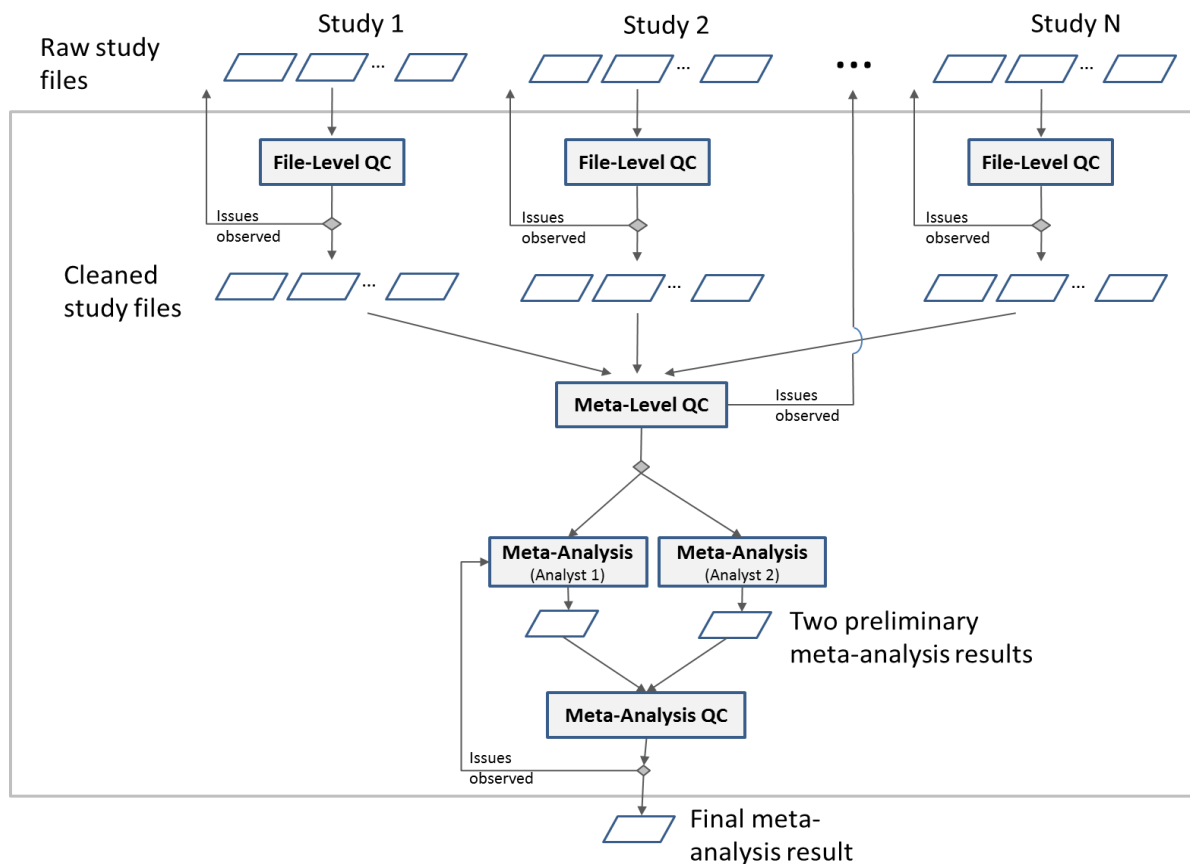 Study 1
Study 2
Study N
Raw study
files
...
...
...
...
File-Level QC
File-Level QC
File-Level QC
Issues
observed
Issues
observed
Issues
observed
Cleaned
study files
...
...
...
Meta-Level QC
Issues
observed
Meta-Analysis
(Analyst 1)
Meta-Analysis
(Analyst 2)
Two preliminary
meta-analysis results
Meta-Analysis QC
Issues
observed
Final meta-
analysis result